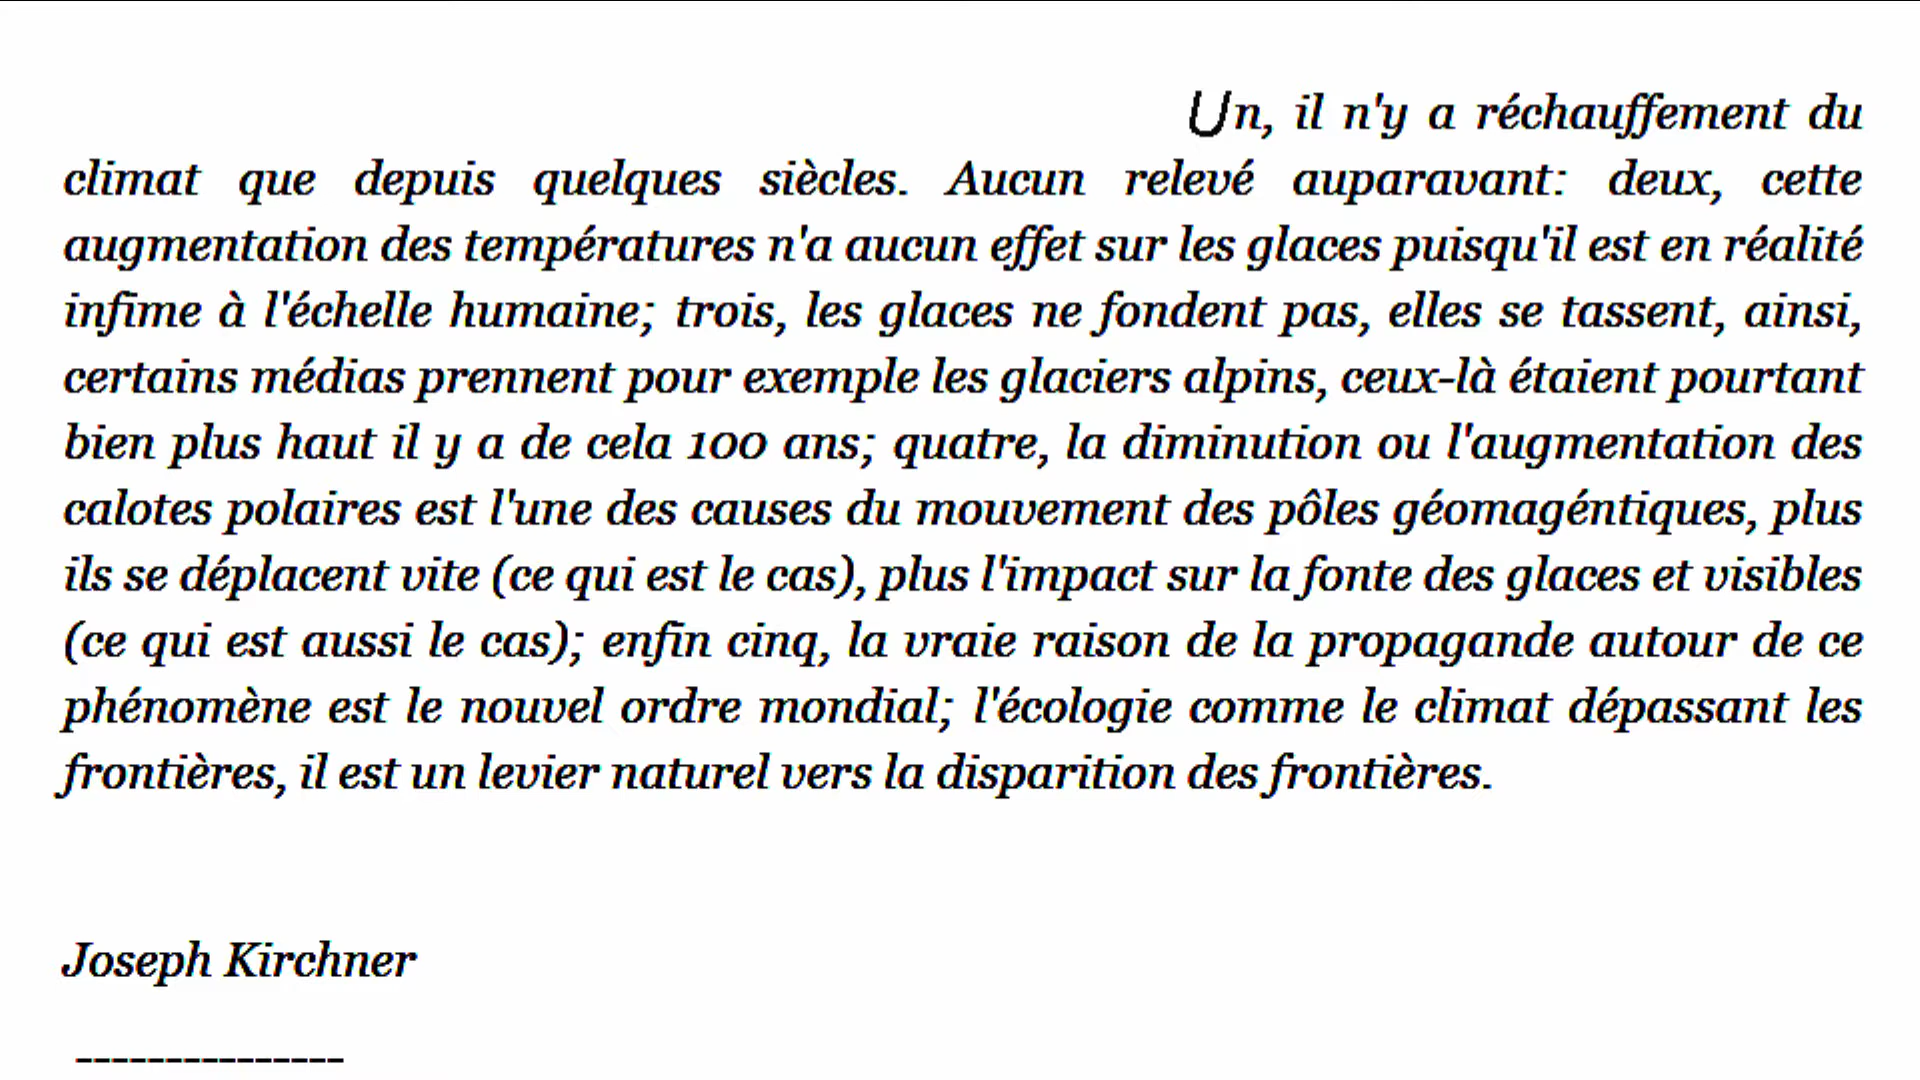 Un, il n'y a réchauffement du
climat que depuis quelques siècles. Aucun relevé auparavant: deux, cette
augmentation des températures n'a aucun effet sur les glaces puisqu'il est en réalité
infime à l'échelle humaine; trois, les glaces ne fondent pas, elles se tassent, ainsi,
certains médias prennent pour exemple les glaciers alpins, ceux-là étaient pourtant
bien plus haut il y a de cela 100 ans; quatre, la diminution ou l'augmentation des
calotes polaires est l'une des causes du mouvement des pôles géomagéntiques, plus
ils se déplacent vite (ce qui est le cas), plus l'impact sur la fonte des glaces et visibles
(ce qui est aussi le cas); enfin cinq, la vraie raison de la propagande autour de ce
phénomène est le nouvel ordre mondial; l'écologie comme le climat dépassant les
frontières, il est un levier naturel vers la disparition des frontières.
Joseph Kirchner
---------------